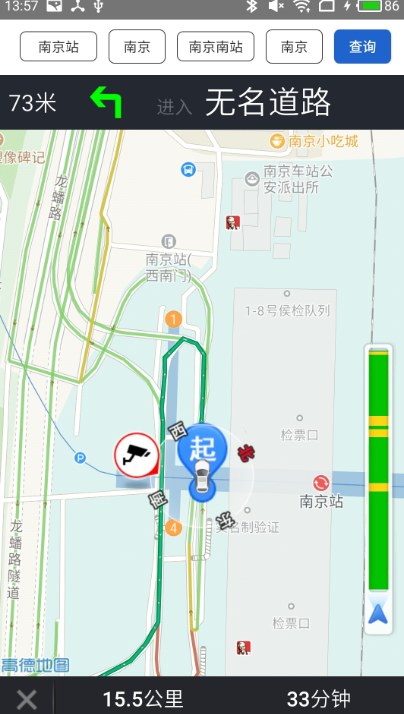 13:57
86
南京站
南京
南京南站
南京
查询
73米
进入 无名道路
南京小吃城
像碑记
南京车站公
安派出所
龙蟠路
南京站(
西南门)
1-8号候检队列
1
西
起
北
检票口
P
南
南京站
东
4
名制验证
龙蟠路隧道
检票口
高德地图
15.5公里
33分钟